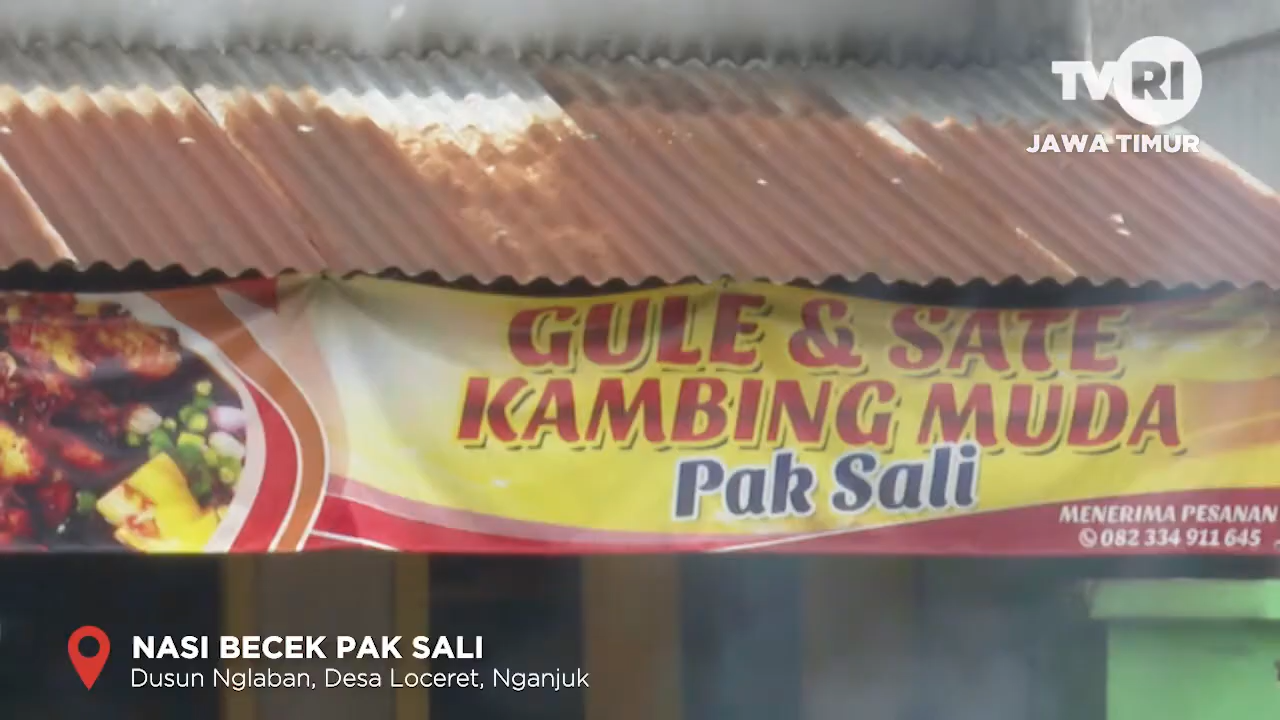 TVRI
JAWA TIMUR
GULE & SATE
KAMBING MUDA
Pak Sali
MENERIMA PESANAN
082 334 911 645
NASI BECEK PAK SALI
Dusun Nglaban, Desa Loceret, Nganjuk